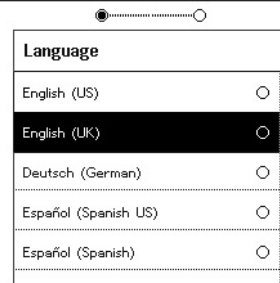 Language
English (US)
English (UK)
Deutsch (German)
Español (Spanish US)
Español (Spanish)